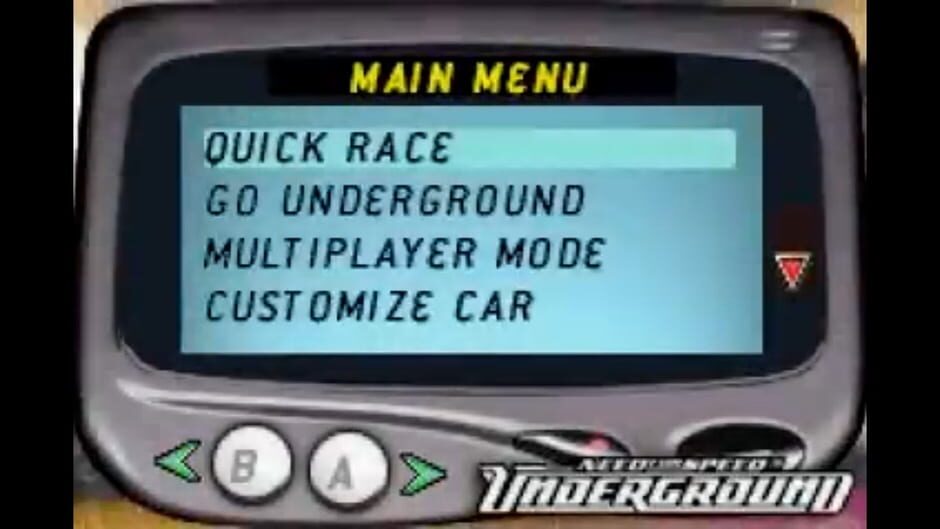 MAIN MENU
QUICK RACE
GO UNDERGROUND
MULTIPLAYER MODE
CUSTOMIZE CAR
B A
NEED FOR SPEED
UNDERGROUND